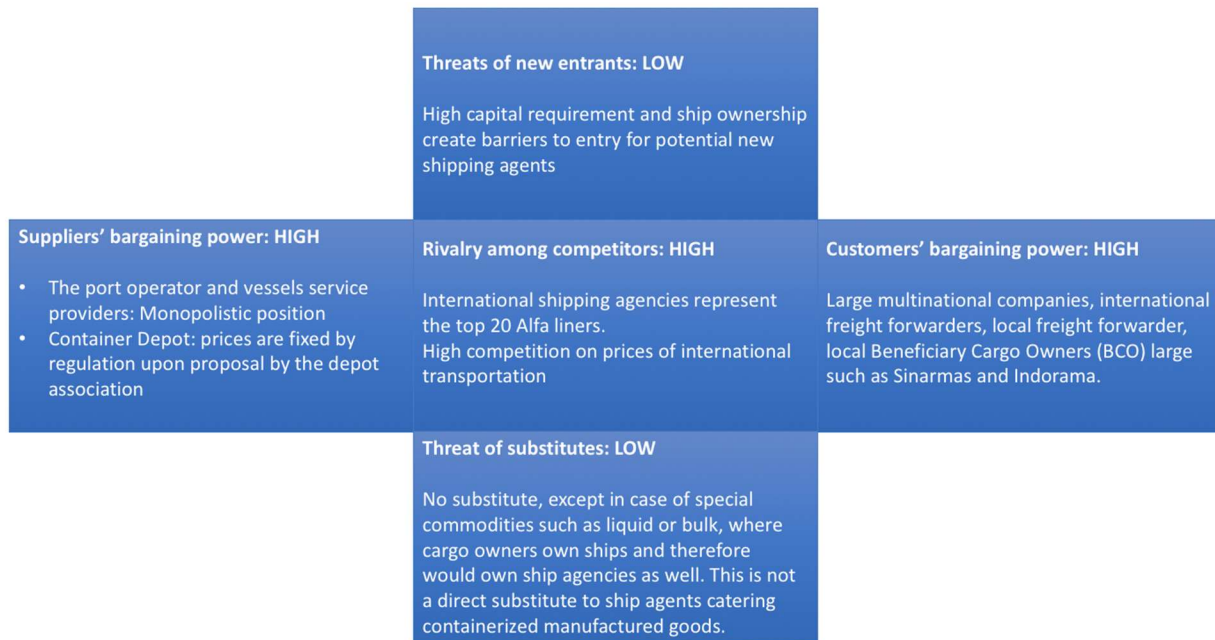 Threats of new entrants: LOW
High capital requirement and ship ownership
create barriers to entry for potential new
shipping agents
Suppliers’ bargaining power: HIGH
• The port operator and vessels service
providers: Monopolistic position
• Container Depot: prices are fixed by
regulation upon proposal by the depot
association
Rivalry among competitors: HIGH
International shipping agencies represent
the top 20 Alfa liners.
High competition on prices of international
transportation
Customers’ bargaining power: HIGH
Large multinational companies, international
freight forwarders, local freight forwarder,
local Beneficiary Cargo Owners (BCO) large
such as Sinarmas and Indorama.
Threat of substitutes: LOW
No substitute, except in case of special
commodities such as liquid or bulk, where
cargo owners own ships and therefore
would own ship agencies as well. This is not
a direct substitute to ship agents catering
containerized manufactured goods.